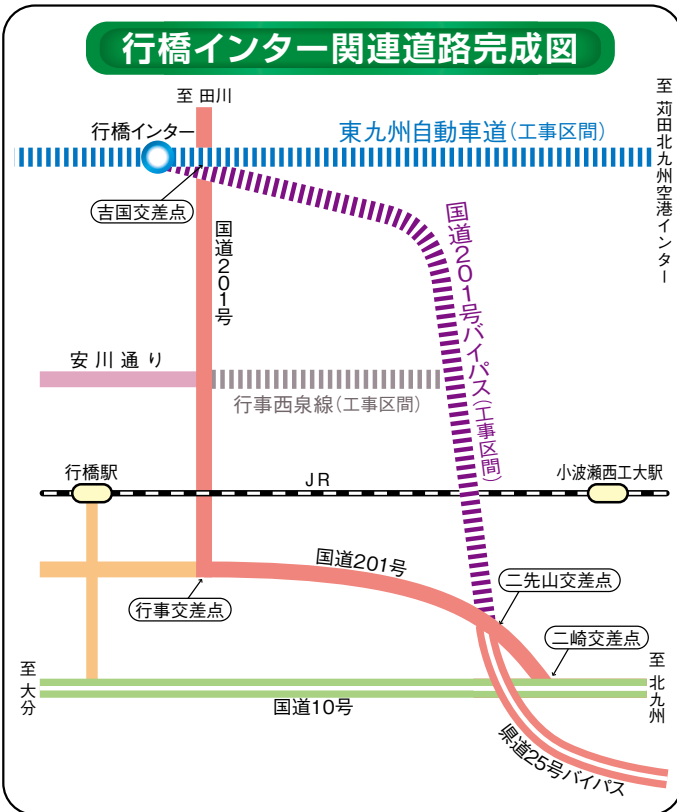 行橋インター関連道路完成図
至 田川
至 苅田北九州空港インター
行橋インター
東九州自動車道(工事区間)
吉国交差点
国道201号
国道201号バイパス(工事区間)
安川通り
行事西泉線(工事区間)
行橋駅
JR
小波瀬西工大駅
国道201号
二先山交差点
行事交差点
二崎交差点
至 大分
至 北九州
国道10号
県道25号バイパス